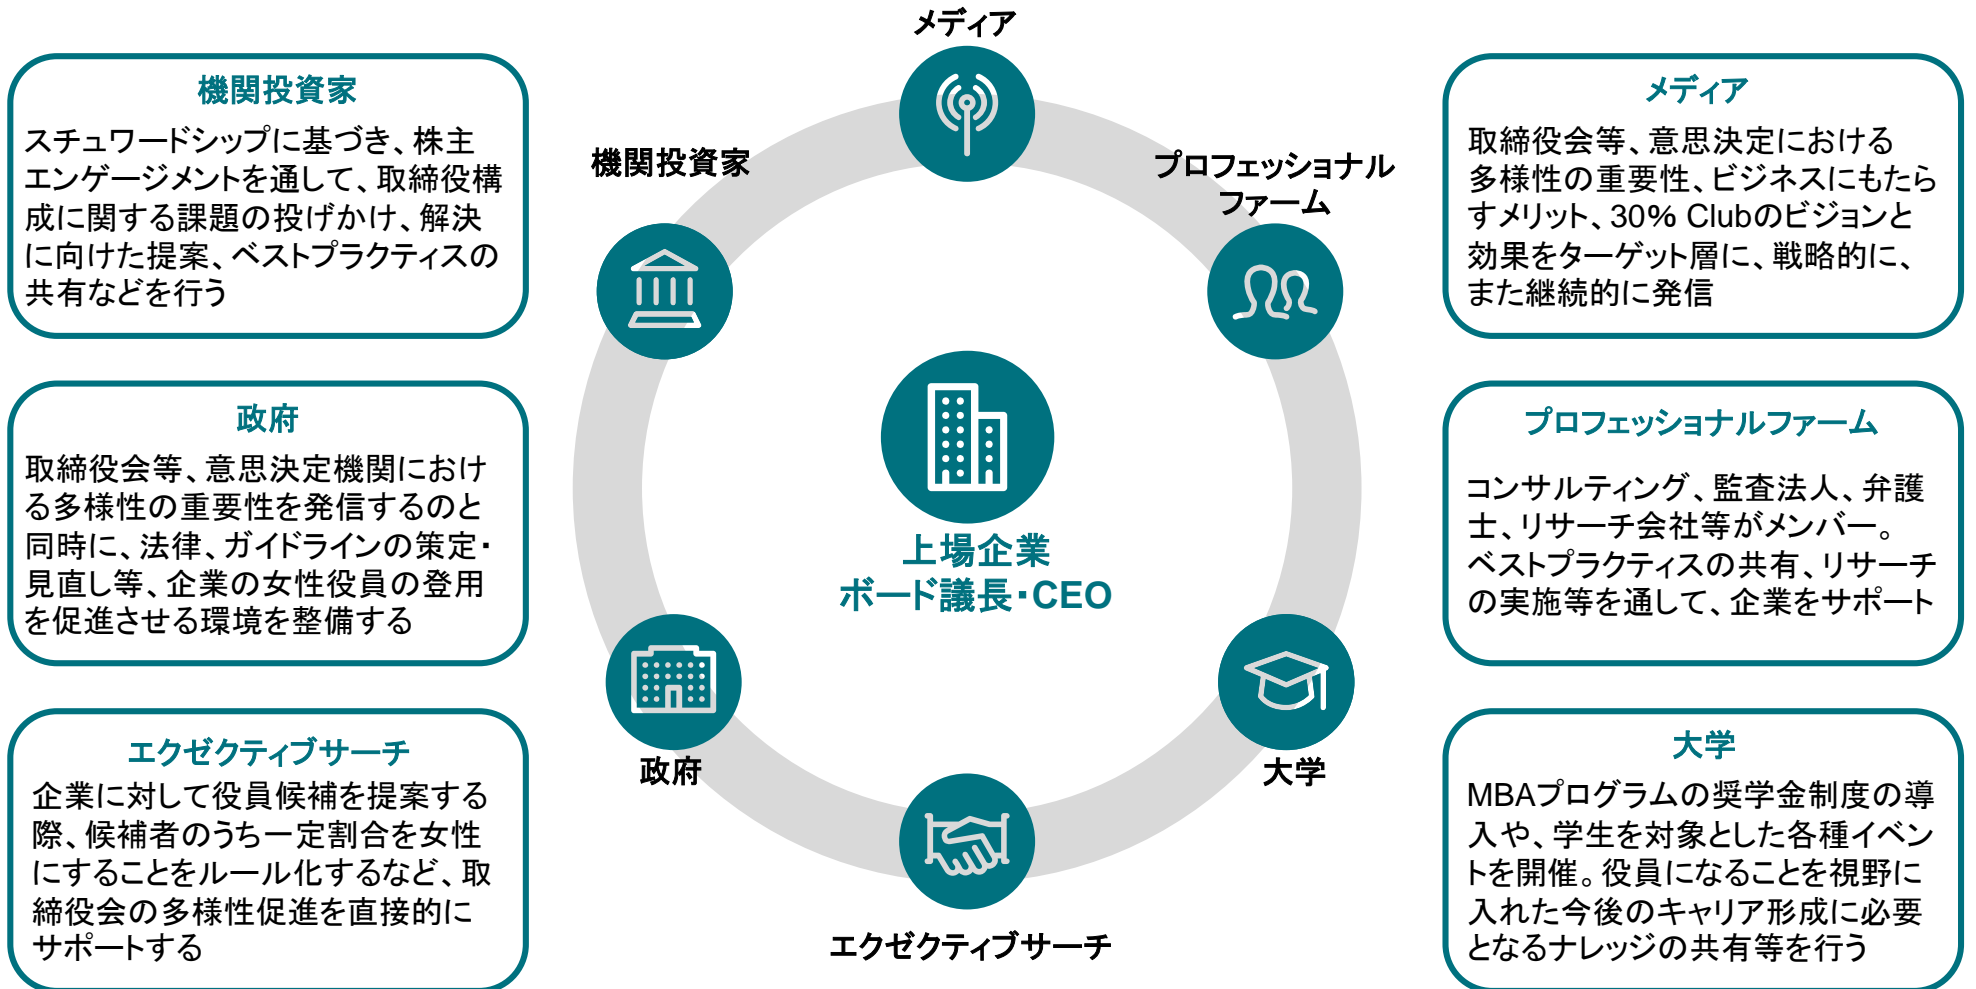 機関投資家
スチュワードシップに基づき、株主
エンゲージメントを通して、取締役構
成に関する課題の投げかけ、解決
に向けた提案、ベストプラクティスの
共有などを行う
政府
取締役会等、意思決定機関におけ
る多様性の重要性を発信するのと
同時に、法律、ガイドラインの策定・
見直し等、企業の女性役員の登用
を促進させる環境を整備する
エクゼクティブサーチ
企業に対して役員候補を提案する
際、候補者のうち一定割合を女性
にすることをルール化するなど、取
締役会の多様性促進を直接的に
サポートする
メディア
機関投資家
プロフェッショナル
ファーム
上場企業
ボード議長・CEO
政府
大学
エクゼクティブサーチ
メディア
取締役会等、意思決定における
多様性の重要性、ビジネスにもたら
すメリット、30% Clubのビジョンと
効果をターゲット層に、戦略的に、
また継続的に発信
プロフェッショナルファーム
コンサルティング、監査法人、弁護
士、リサーチ会社等がメンバー。
ベストプラクティスの共有、リサーチ
の実施等を通して、企業をサポート
大学
MBAプログラムの奨学金制度の導
入や、学生を対象とした各種イベン
トを開催。役員になることを視野に
入れた今後のキャリア形成に必要
となるナレッジの共有等を行う